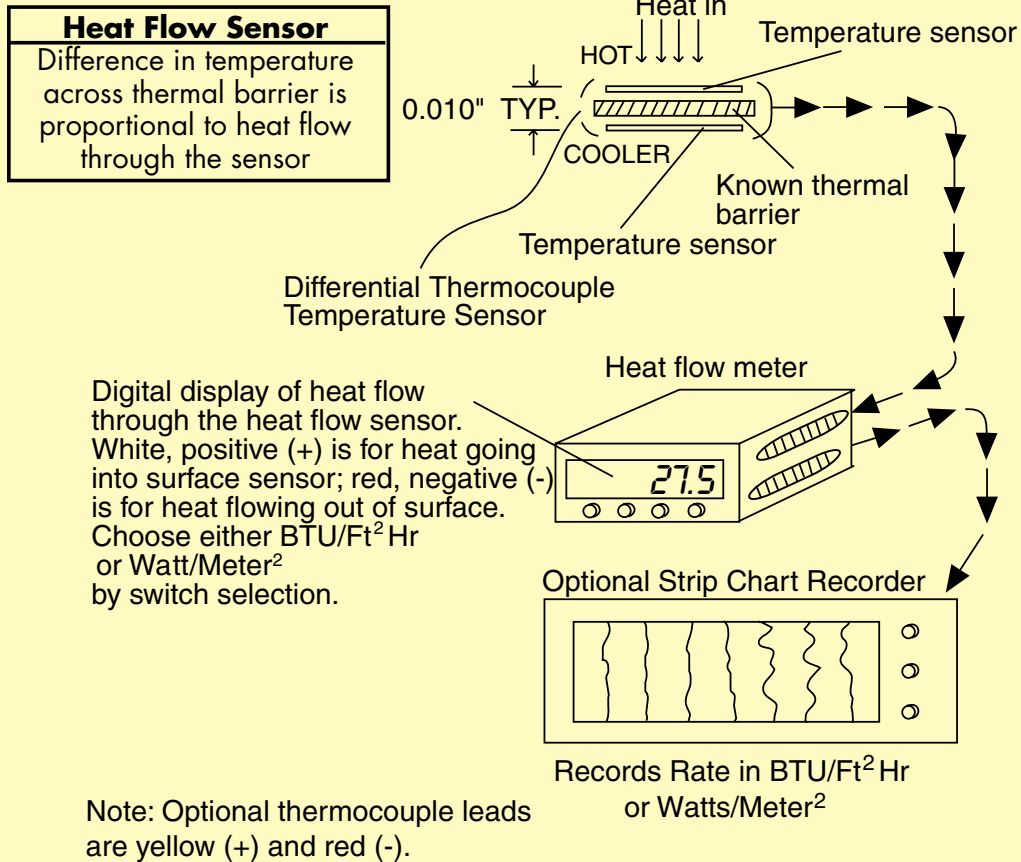 Heat Flow Sensor
Difference in temperature
across thermal barrier is
proportional to heat flow
through the sensor
Heat in
HOT
Temperature sensor
0.010" TYP.
COOLER
Known thermal
barrier
Temperature sensor
Differential Thermocouple
Temperature Sensor
Heat flow meter
Digital display of heat flow
through the heat flow sensor.
White, positive (+) is for heat going
into surface sensor; red, negative (-)
is for heat flowing out of surface.
Choose either BTU/Ft² Hr
or Watt/Meter²
by switch selection.
27.5
Optional Strip Chart Recorder
Records Rate in BTU/Ft² Hr
or Watts/Meter²
Note: Optional thermocouple leads
are yellow (+) and red (-).